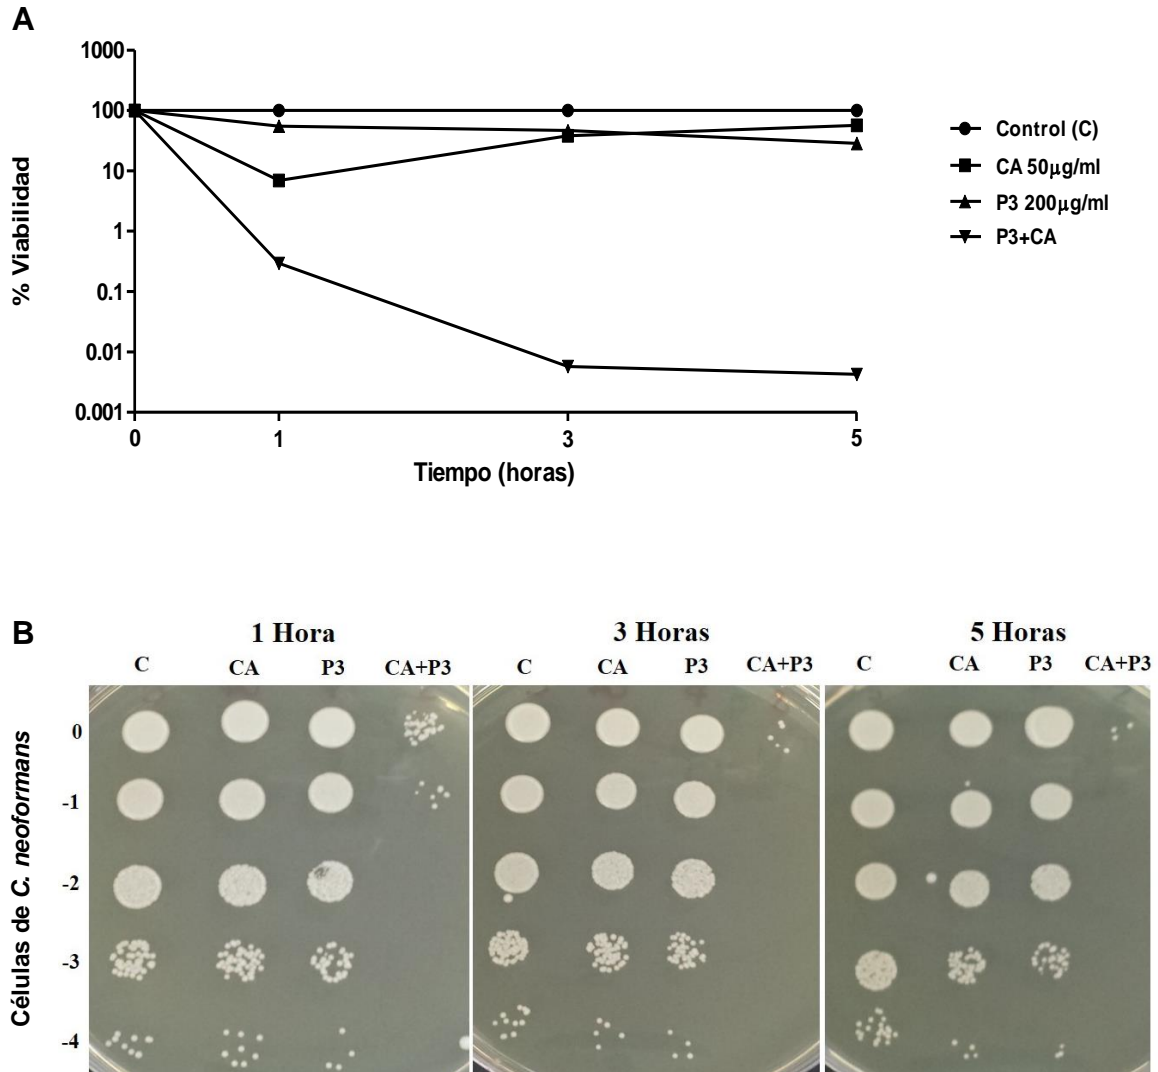 A
1000
100
10
1
0.1
0.01
0.001
% Viabilidad
0
1
3
5
Tiempo (horas)
Control (C)
CA 50µg/ml
P3 200µg/ml
P3+CA
B
1 Hora
3 Horas
5 Horas
C CA P3 CA+P3
C CA P3 CA+P3
C CA P3 CA+P3
Células de C. neoformans
0
-1
-2
-3
-4